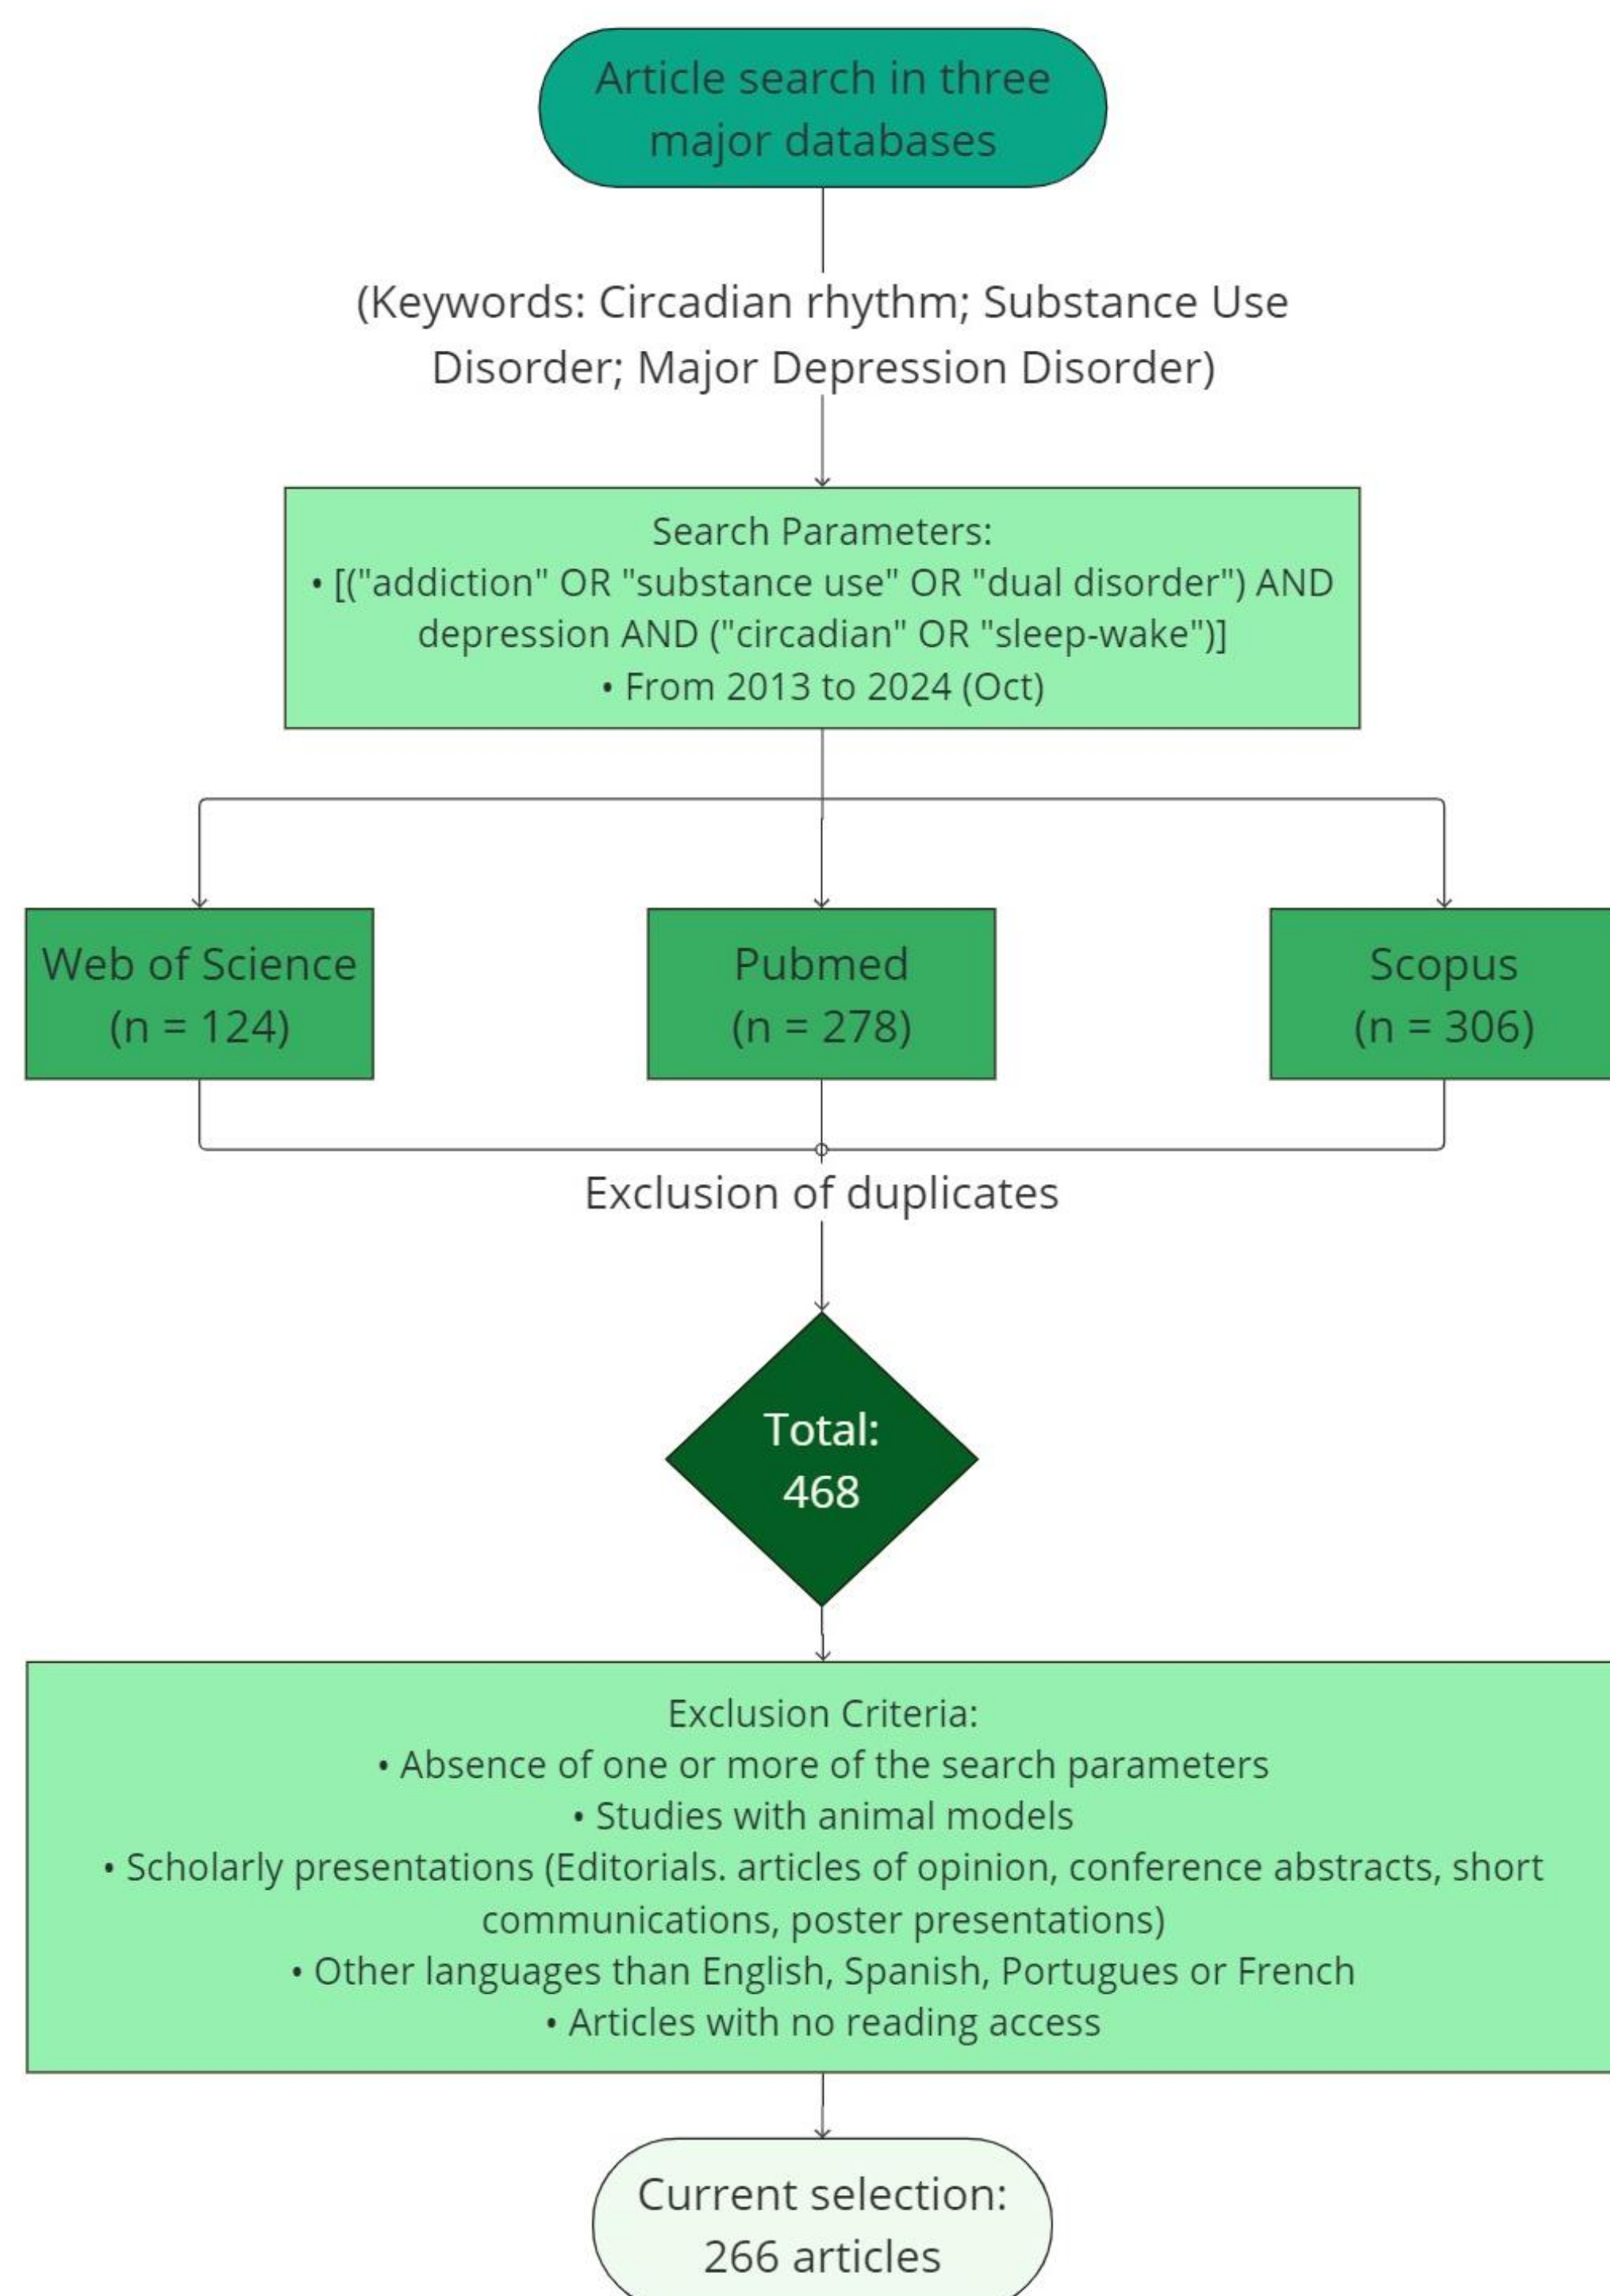 Article search in three
major databases
(Keywords: Circadian rhythm; Substance Use
Disorder; Major Depression Disorder)
Search Parameters:
• [("addiction" OR "substance use" OR "dual disorder") AND
depression AND ("circadian" OR "sleep-wake")]
• From 2013 to 2024 (Oct)
Web of Science
(n = 124)
Pubmed
(n = 278)
Scopus
(n = 306)
Exclusion of duplicates
Total:
468
Exclusion Criteria:
• Absence of one or more of the search parameters
• Studies with animal models
• Scholarly presentations (Editorials. articles of opinion, conference abstracts, short
communications, poster presentations)
• Other languages than English, Spanish, Portugues or French
• Articles with no reading access
Current selection:
266 articles